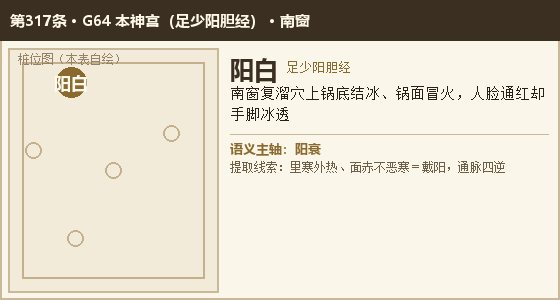 第317条・G64 本神宫（足少阳胆经）・南窗
桩位图（本表自绘）
阳白
阳白 足少阳胆经
南窗复溜穴上锅底结冰、锅面冒火，人脸通红却
手脚冰透
语义主轴：阳衰
提取线索：里寒外热、面赤不恶寒＝戴阳，通脉四逆